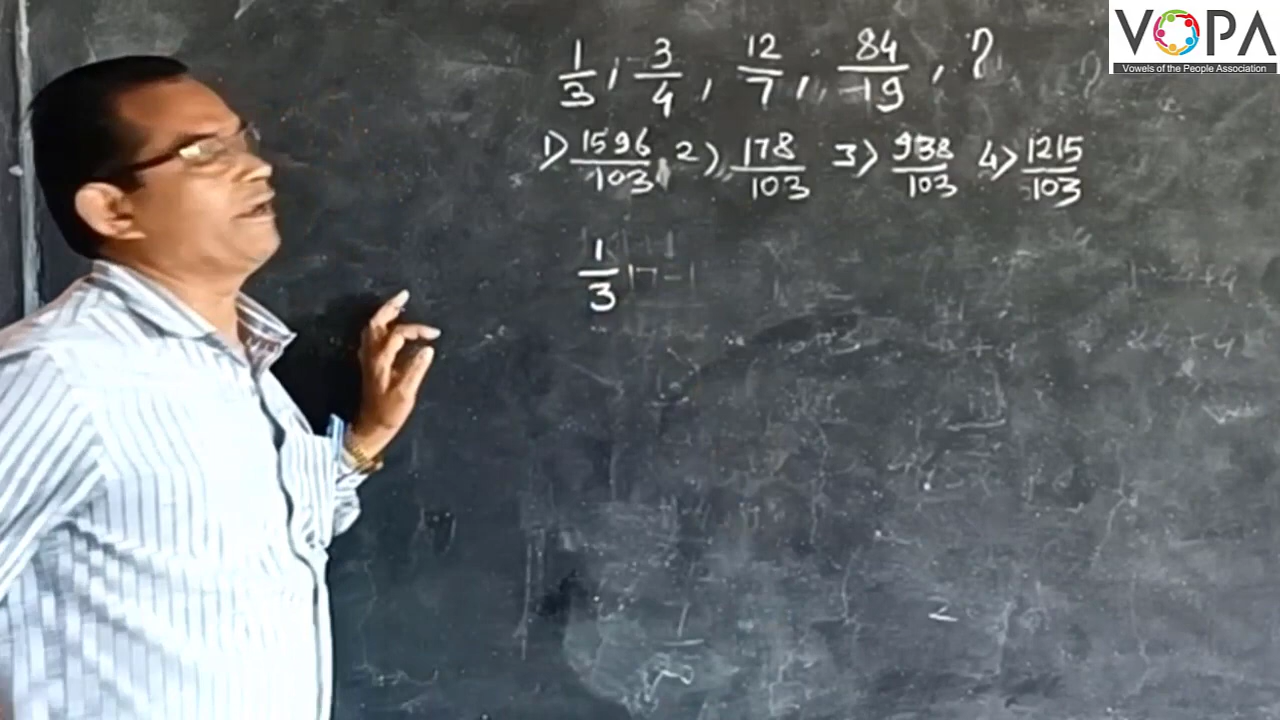 VOPA
Vowels of the People Association
1/3, 3/4, 12/7, 84/19, ?
1) 1596/103 2) 178/103 3) 938/103 4) 1215/103
1/3